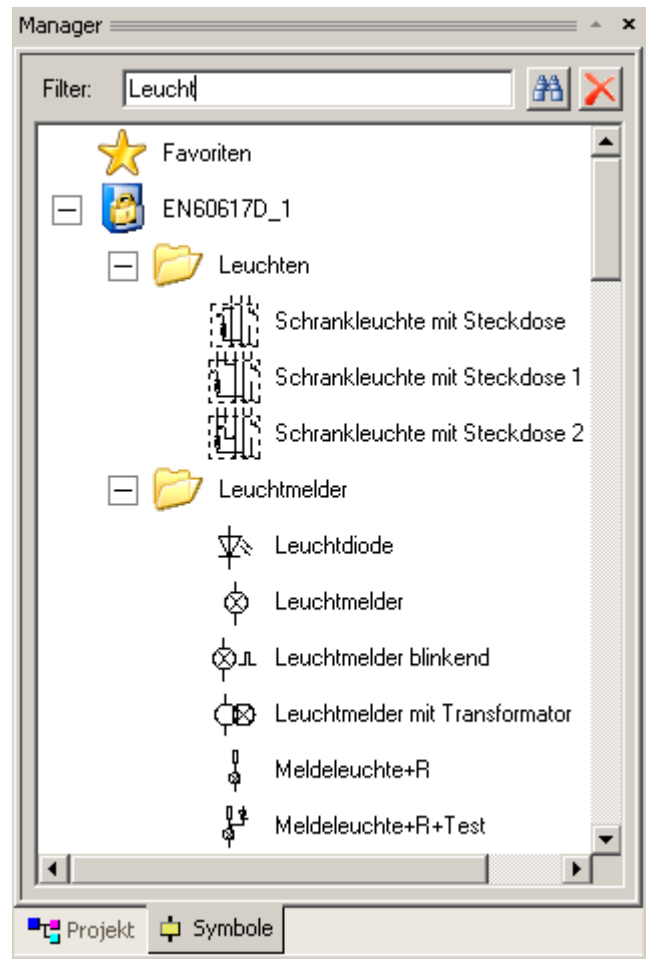 Manager
Filter: Leucht
Favoriten
EN60617D_1
Leuchten
Schrankleuchte mit Steckdose
Schrankleuchte mit Steckdose 1
Schrankleuchte mit Steckdose 2
Leuchtmelder
Leuchtdiode
Leuchtmelder
Leuchtmelder blinkend
Leuchtmelder mit Transformator
Meldeleuchte+R
Meldeleuchte+R+Test
Projekt Symbole